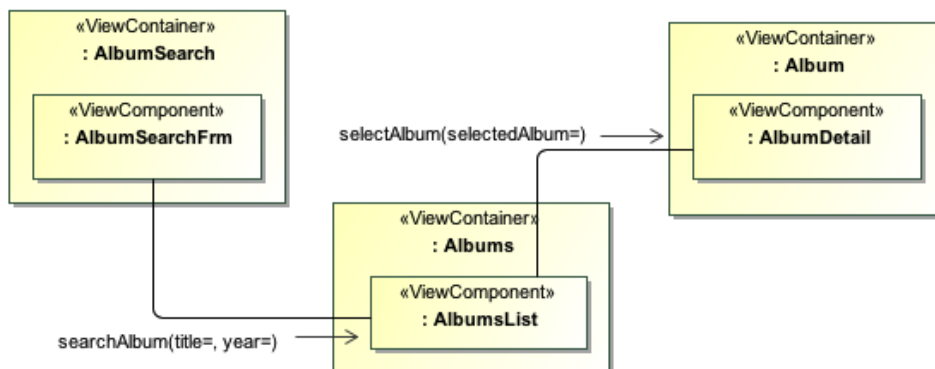 «ViewContainer»
: AlbumSearch
«ViewComponent»
: AlbumSearchFrm
«ViewContainer»
: Album
«ViewComponent»
: AlbumDetail
selectAlbum(selectedAlbum=)
«ViewContainer»
: Albums
«ViewComponent»
: AlbumsList
searchAlbum(title=, year=)